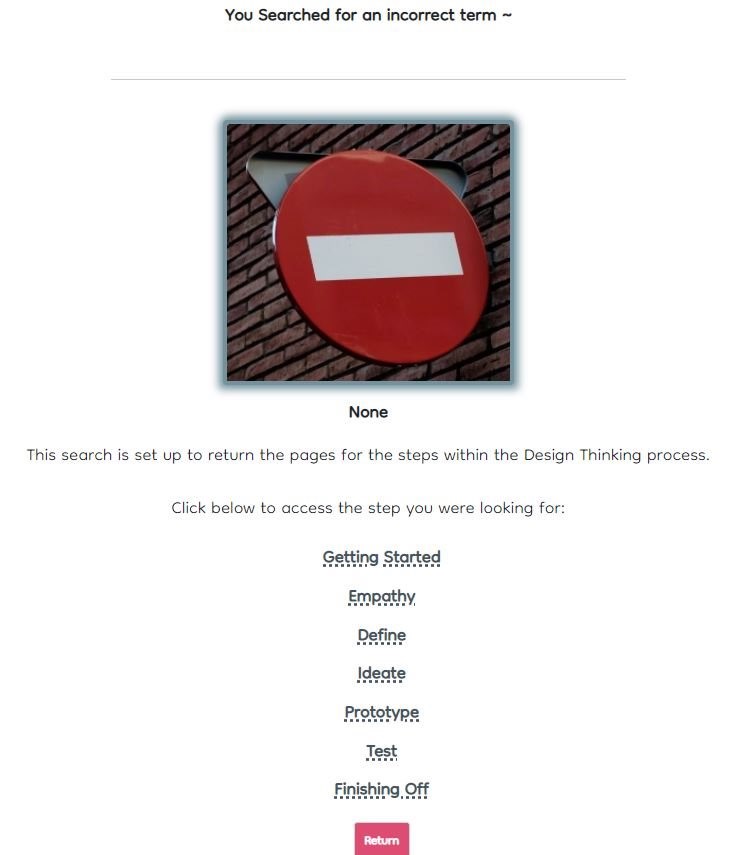 You Searched for an incorrect term ~
None
This search is set up to return the pages for the steps within the Design Thinking process.
Click below to access the step you were looking for:
Getting Started
Empathy
Define
Ideate
Prototype
Test
Finishing Off
Return